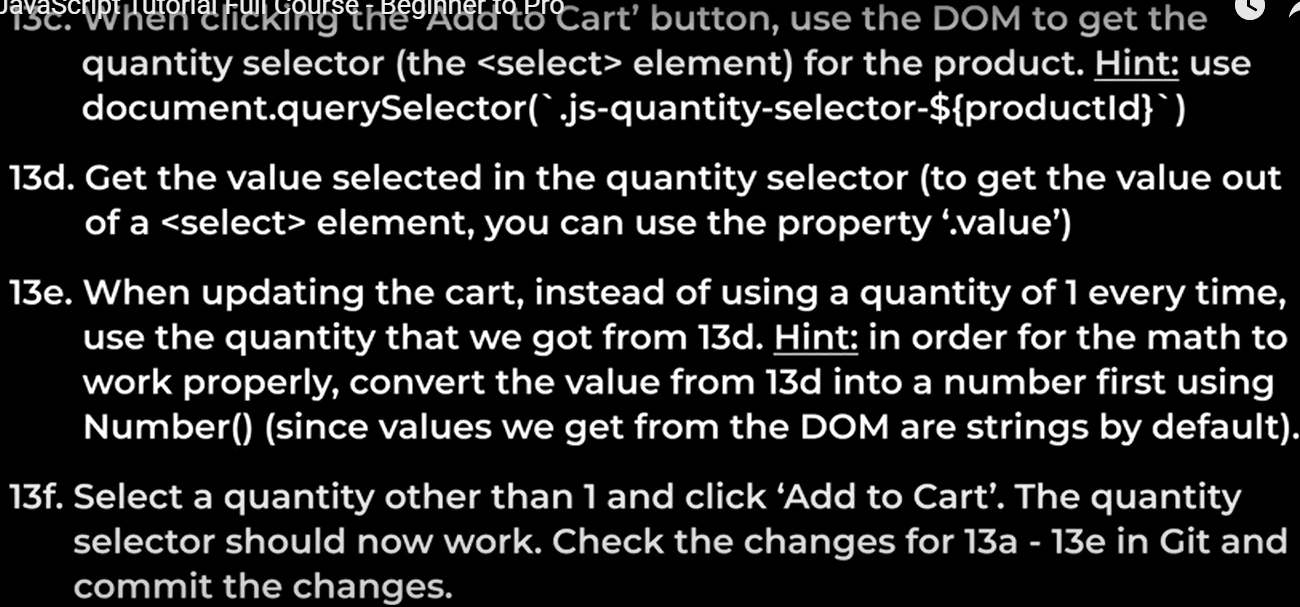 JavaScript Tutorial Full Course - Beginner to Pro
13c. When clicking the ‘Add to Cart’ button, use the DOM to get the
quantity selector (the <select> element) for the product. Hint: use
document.querySelector(`.js-quantity-selector-${productId}`)
13d. Get the value selected in the quantity selector (to get the value out
of a <select> element, you can use the property ‘.value’)
13e. When updating the cart, instead of using a quantity of 1 every time,
use the quantity that we got from 13d. Hint: in order for the math to
work properly, convert the value from 13d into a number first using
Number() (since values we get from the DOM are strings by default).
13f. Select a quantity other than 1 and click ‘Add to Cart’. The quantity
selector should now work. Check the changes for 13a - 13e in Git and
commit the changes.